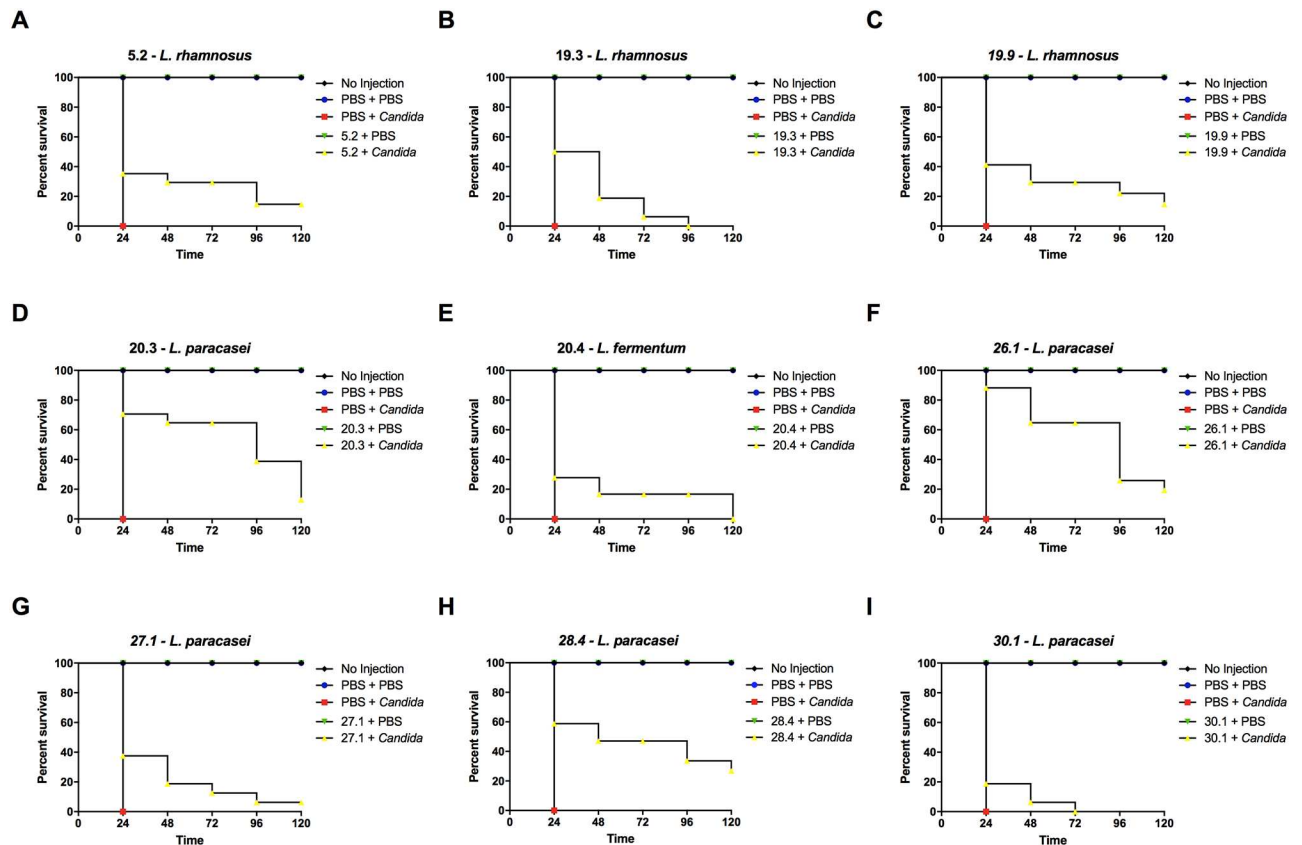 A
5.2 - L. rhamnosus
Percent survival
100
80
60
40
20
0
0 24 48 72 96 120
Time
No Injection
PBS + PBS
PBS + Candida
5.2 + PBS
5.2 + Candida
B
19.3 - L. rhamnosus
Percent survival
100
80
60
40
20
0
0 24 48 72 96 120
Time
No Injection
PBS + PBS
PBS + Candida
19.3 + PBS
19.3 + Candida
C
19.9 - L. rhamnosus
Percent survival
100
80
60
40
20
0
0 24 48 72 96 120
Time
No Injection
PBS + PBS
PBS + Candida
19.9 + PBS
19.9 + Candida
D
20.3 - L. paracasei
Percent survival
100
80
60
40
20
0
0 24 48 72 96 120
Time
No Injection
PBS + PBS
PBS + Candida
20.3 + PBS
20.3 + Candida
E
20.4 - L. fermentum
Percent survival
100
80
60
40
20
0
0 24 48 72 96 120
Time
No Injection
PBS + PBS
PBS + Candida
20.4 + PBS
20.4 + Candida
F
26.1 - L. paracasei
Percent survival
100
80
60
40
20
0
0 24 48 72 96 120
Time
No Injection
PBS + PBS
PBS + Candida
26.1 + PBS
26.1 + Candida
G
27.1 - L. paracasei
Percent survival
100
80
60
40
20
0
0 24 48 72 96 120
Time
No Injection
PBS + PBS
PBS + Candida
27.1 + PBS
27.1 + Candida
H
28.4 - L. paracasei
Percent survival
100
80
60
40
20
0
0 24 48 72 96 120
Time
No Injection
PBS + PBS
PBS + Candida
28.4 + PBS
28.4 + Candida
I
30.1 - L. paracasei
Percent survival
100
80
60
40
20
0
0 24 48 72 96 120
Time
No Injection
PBS + PBS
PBS + Candida
30.1 + PBS
30.1 + Candida